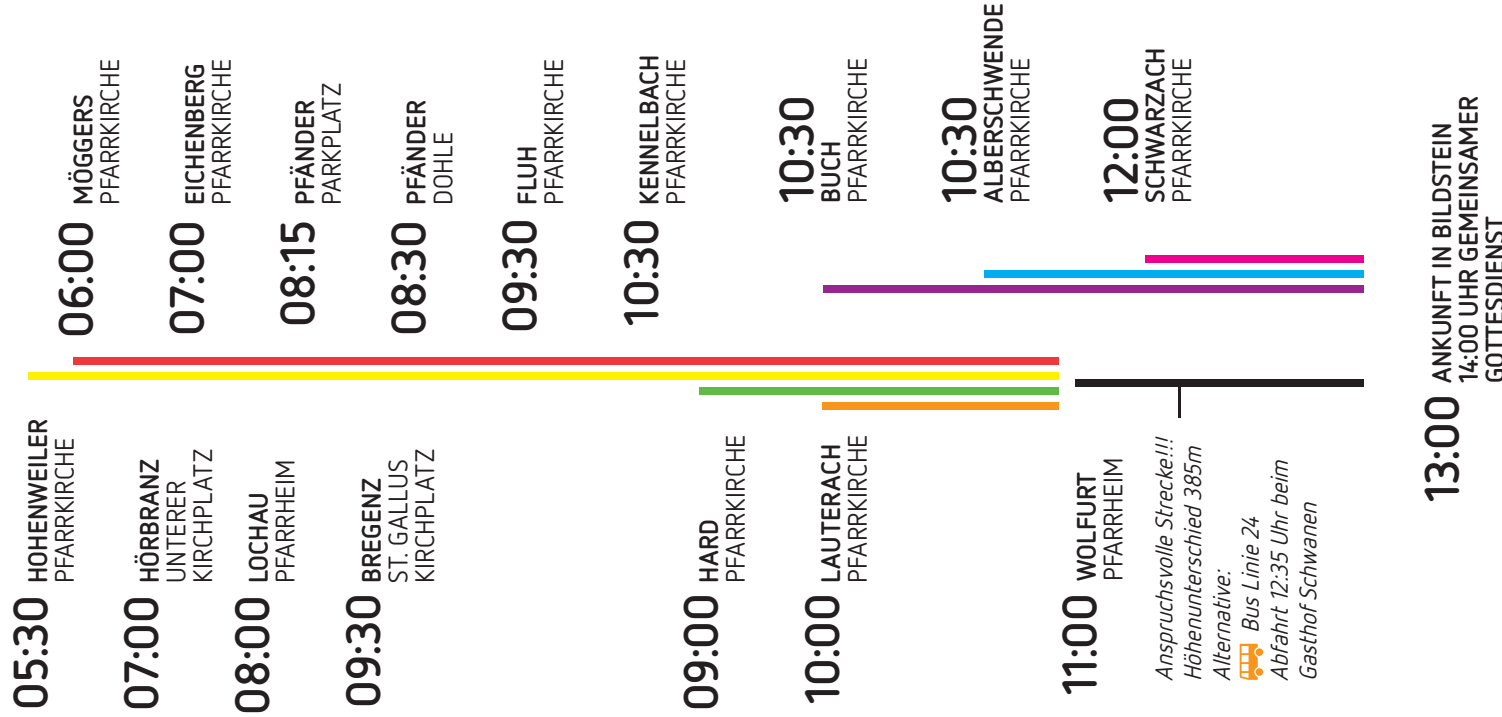 05:30 HOHENWEILER
PFARRKIRCHE
07:00 HÖRBRANZ
UNTERER
KIRCHPLATZ
08:00 LOCHAU
PFARRHEIM
09:30 BREGENZ
ST. GALLUS
KIRCHPLATZ
09:00 HARD
PFARRKIRCHE
10:00 LAUTERACH
PFARRKIRCHE
11:00 WOLFURT
PFARRHEIM
Anspruchsvolle Strecke!!!
Höhenunterschied 385m
Alternative:
Bus Linie 24
Abfahrt 12:35 Uhr beim
Gasthof Schwanen
06:00 MÖGGERS
PFARRKIRCHE
07:00 EICHENBERG
PFARRKIRCHE
08:15 PFÄNDER
PARKPLATZ
08:30 PFÄNDER
DOHLE
09:30 FLUH
PFARRKIRCHE
10:30 KENNELBACH
PFARRKIRCHE
10:30
BUCH
PFARRKIRCHE
10:30
ALBERSCHWENDE
PFARRKIRCHE
12:00
SCHWARZACH
PFARRKIRCHE
13:00 ANKUNFT IN BILDSTEIN
14:00 UHR GEMEINSAMER
GOTTESDIENST